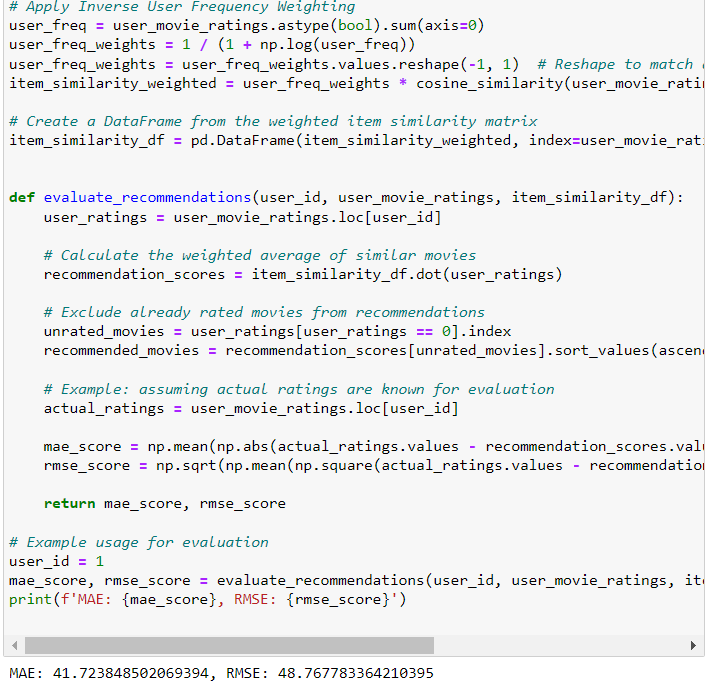 # Apply Inverse User Frequency Weighting
user_freq = user_movie_ratings.astype(bool).sum(axis=0)
user_freq_weights = 1 / (1 + np.log(user_freq))
user_freq_weights = user_freq_weights.values.reshape(-1, 1)  # Reshape to match
item_similarity_weighted = user_freq_weights * cosine_similarity(user_movie_ratin
# Create a DataFrame from the weighted item similarity matrix
item_similarity_df = pd.DataFrame(item_similarity_weighted, index=user_movie_rati
def evaluate_recommendations(user_id, user_movie_ratings, item_similarity_df):
    user_ratings = user_movie_ratings.loc[user_id]
    # Calculate the weighted average of similar movies
    recommendation_scores = item_similarity_df.dot(user_ratings)
    # Exclude already rated movies from recommendations
    unrated_movies = user_ratings[user_ratings == 0].index
    recommended_movies = recommendation_scores[unrated_movies].sort_values(ascend
    # Example: assuming actual ratings are known for evaluation
    actual_ratings = user_movie_ratings.loc[user_id]
    mae_score = np.mean(np.abs(actual_ratings.values - recommendation_scores.valu
    rmse_score = np.sqrt(np.mean(np.square(actual_ratings.values - recommendation
    return mae_score, rmse_score
# Example usage for evaluation
user_id = 1
mae_score, rmse_score = evaluate_recommendations(user_id, user_movie_ratings, ite
print(f'MAE: {mae_score}, RMSE: {rmse_score}')
MAE: 41.723848502069394, RMSE: 48.767783364210395